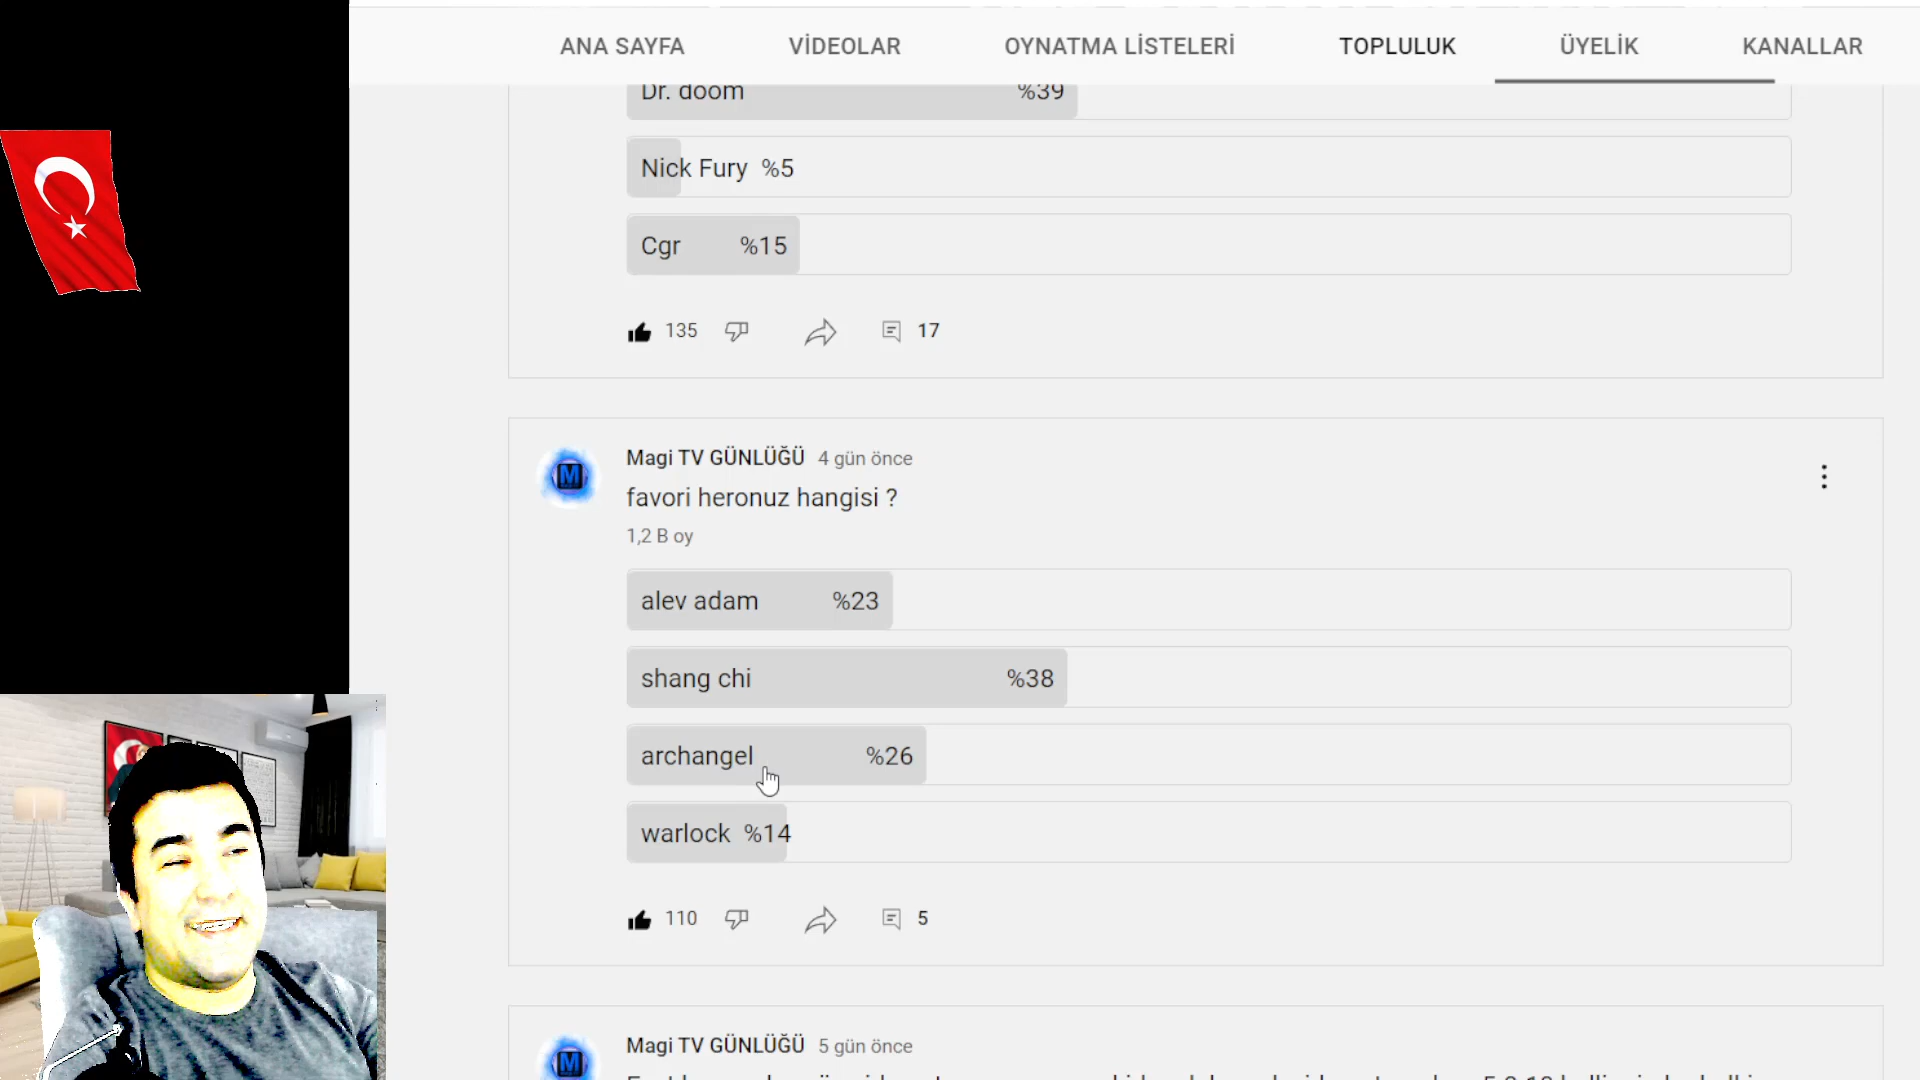 ANA SAYFA VİDEOLAR OYNATMA LİSTELERİ TOPLULUK ÜYELİK KANALLAR
Dr. doom %39
Nick Fury %5
Cgr %15
135 17
Magi TV GÜNLÜĞÜ 4 gün önce
favori heronuz hangisi ?
1,2 B oy
alev adam %23
shang chi %38
archangel %26
warlock %14
110 5
Magi TV GÜNLÜĞÜ 5 gün önce